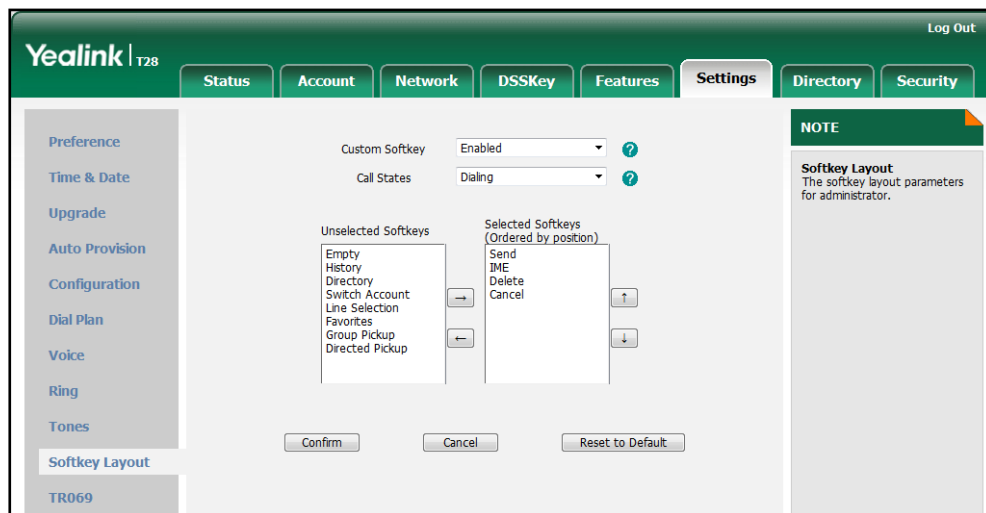 Log Out
Yealink T28
Status Account Network DSSKey Features Settings Directory Security
Preference
Time & Date
Upgrade
Auto Provision
Configuration
Dial Plan
Voice
Ring
Tones
Softkey Layout
TR069
Custom Softkey Enabled ?
Call States Dialing ?
Unselected Softkeys
Empty
History
Directory
Switch Account
Line Selection
Favorites
Group Pickup
Directed Pickup
→
←
Selected Softkeys
(Ordered by position)
Send
IME
Delete
Cancel
↑
↓
Confirm Cancel Reset to Default
NOTE
Softkey Layout
The softkey layout parameters
for administrator.